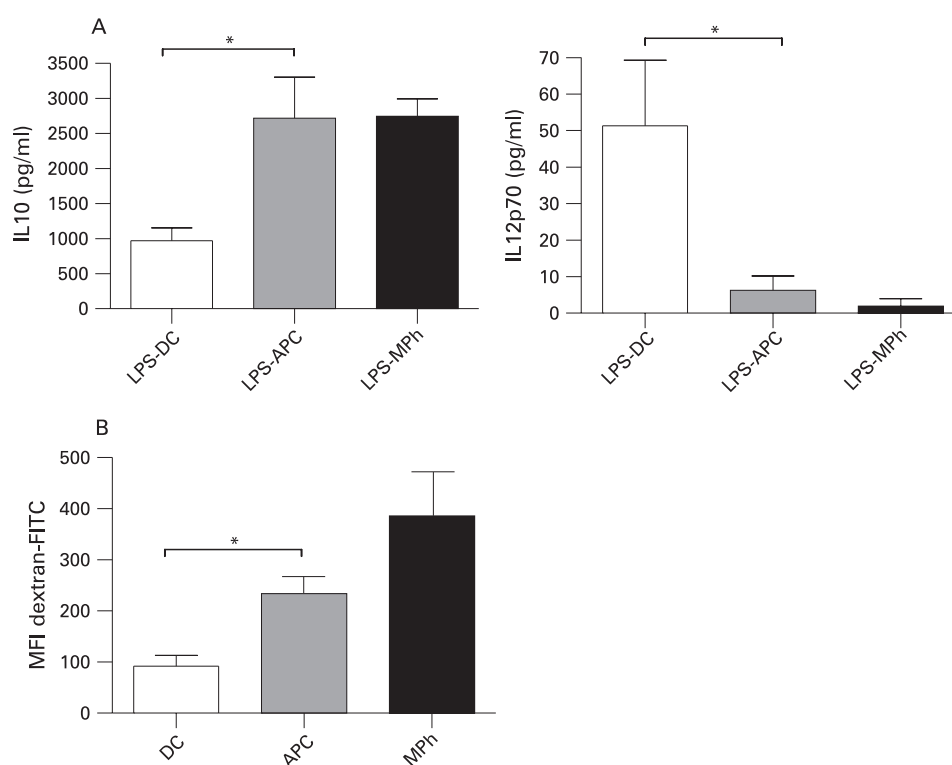 A
*
3500
3000
2500
2000
1500
1000
500
0
IL10 (pg/ml)
LPS-DC
LPS-APC
LPS-MPh
*
70
60
50
40
30
20
10
0
IL12p70 (pg/ml)
LPS-DC
LPS-APC
LPS-MPh
B
500
400
300
200
100
0
MFI dextran-FITC
*
DC
APC
MPh